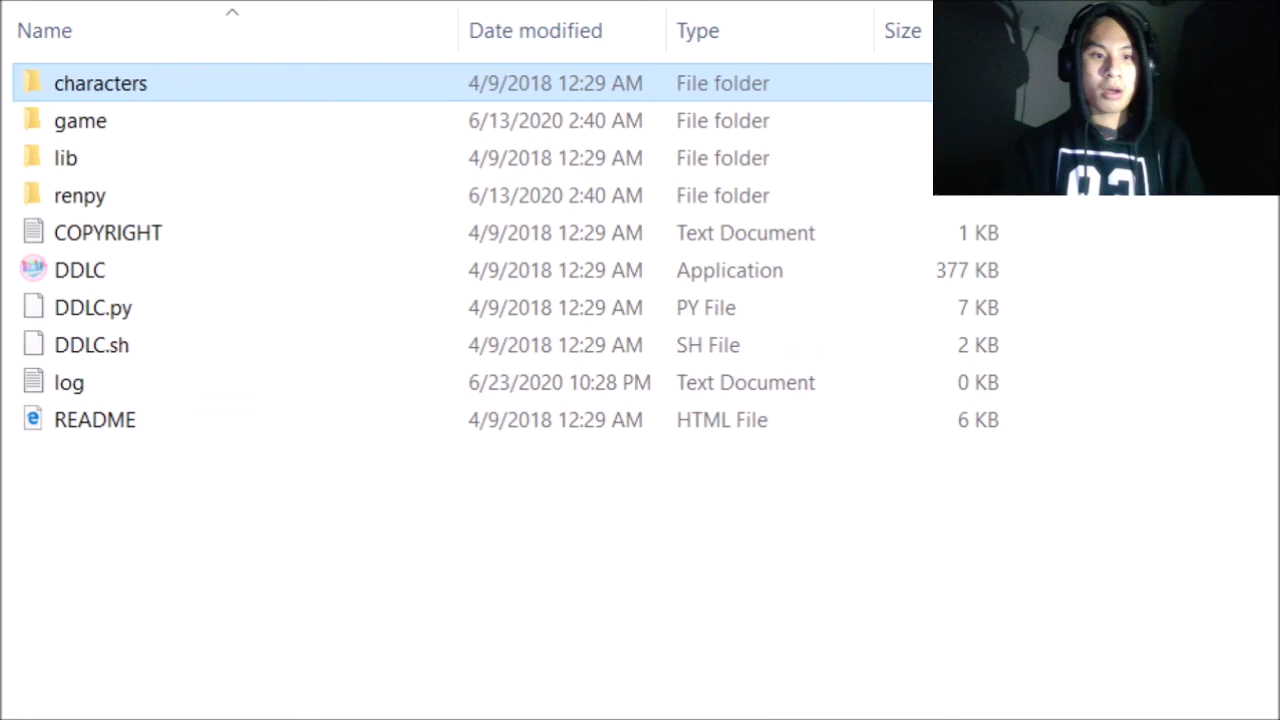 Name Date modified Type Size
characters 4/9/2018 12:29 AM File folder
game 6/13/2020 2:40 AM File folder
lib 4/9/2018 12:29 AM File folder
renpy 6/13/2020 2:40 AM File folder
COPYRIGHT 4/9/2018 12:29 AM Text Document 1 KB
DDLC 4/9/2018 12:29 AM Application 377 KB
DDLC.py 4/9/2018 12:29 AM PY File 7 KB
DDLC.sh 4/9/2018 12:29 AM SH File 2 KB
log 6/23/2020 10:28 PM Text Document 0 KB
README 4/9/2018 12:29 AM HTML File 6 KB